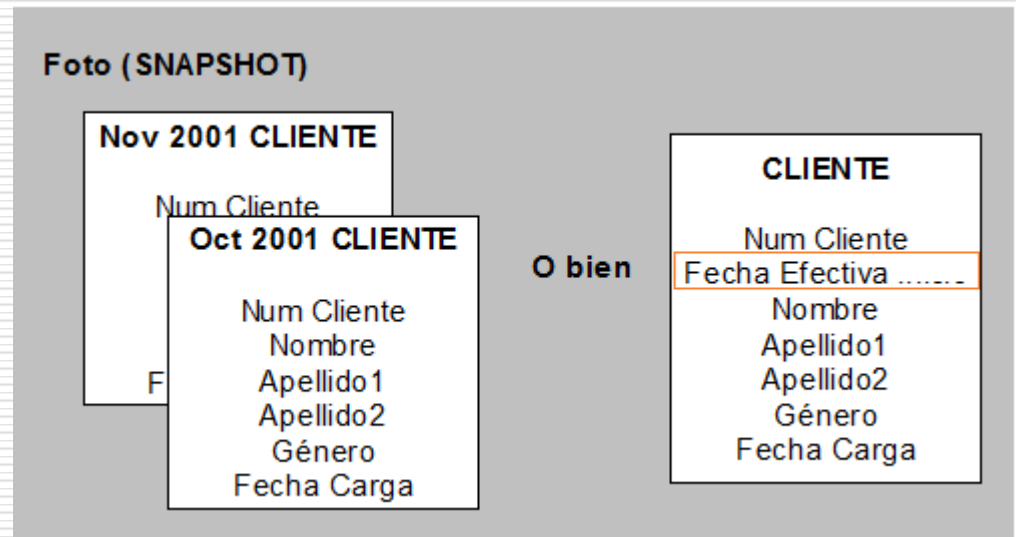 Foto (SNAPSHOT)
Nov 2001 CLIENTE
Num Cliente
F
Oct 2001 CLIENTE
Num Cliente
Nombre
Apellido1
Apellido2
Género
Fecha Carga
O bien
CLIENTE
Num Cliente
Fecha Efectiva
Nombre
Apellido1
Apellido2
Género
Fecha Carga